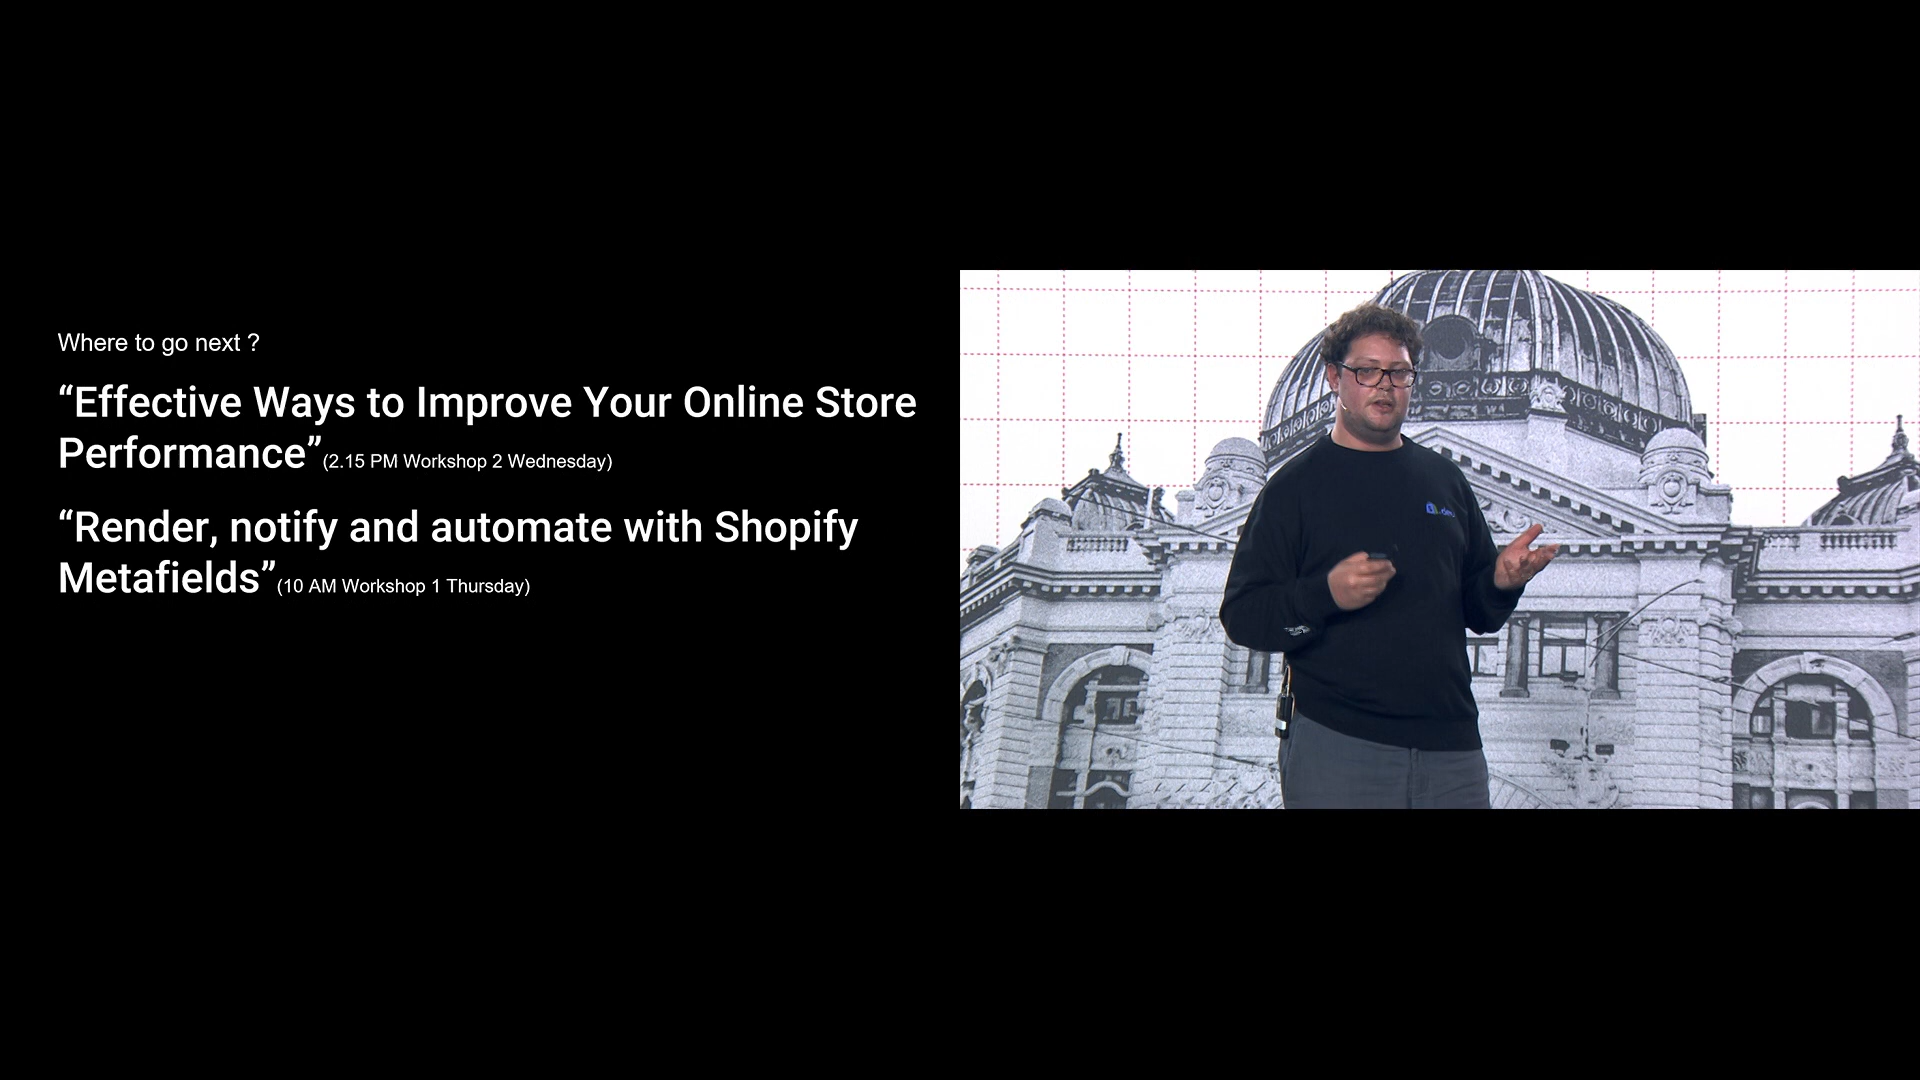 Where to go next ?
“Effective Ways to Improve Your Online Store
Performance” (2.15 PM Workshop 2 Wednesday)
“Render, notify and automate with Shopify
Metafields” (10 AM Workshop 1 Thursday)